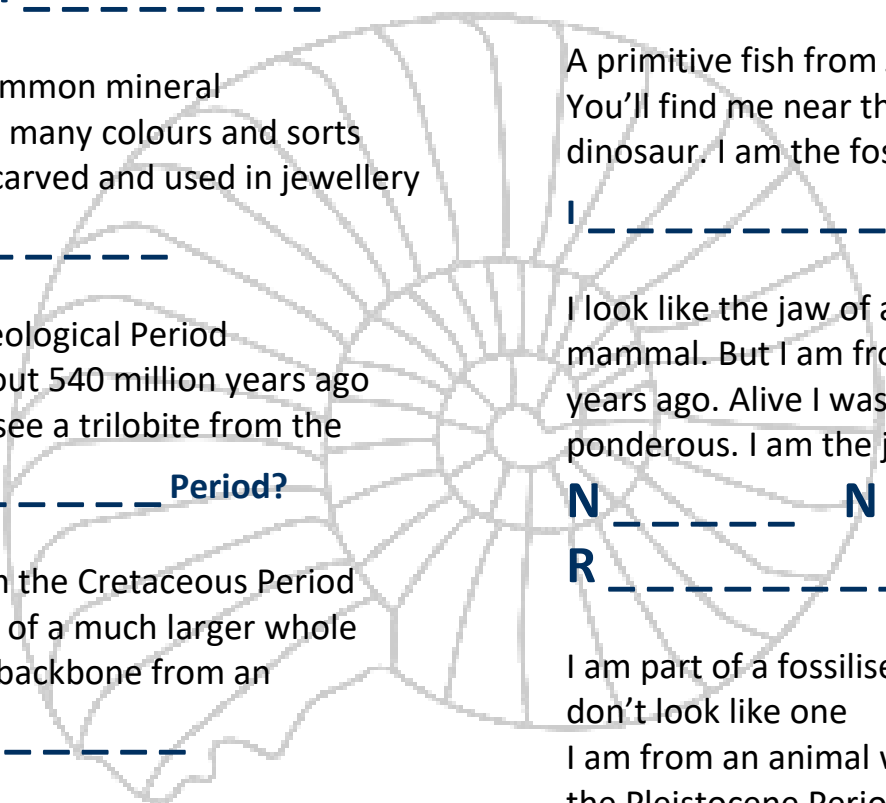 mmon mineral
many colours and sorts
carved and used in jewellery
eological Period
out 540 million years ago
see a trilobite from the
Period?
the Cretaceous Period
of a much larger whole
backbone from an
A primitive fish from
You'll find me near th
dinosaur. I am the fos
I _ _ _ _ _ _ _ _ _ _
I look like the jaw of a
mammal. But I am fro
years ago. Alive I was
ponderous. I am the j
N _ _ _ _ _ N
R _ _ _ _ _ _ _ _ _
I am part of a fossilise
don't look like one
I am from an animal w
the Pleistocene Perio